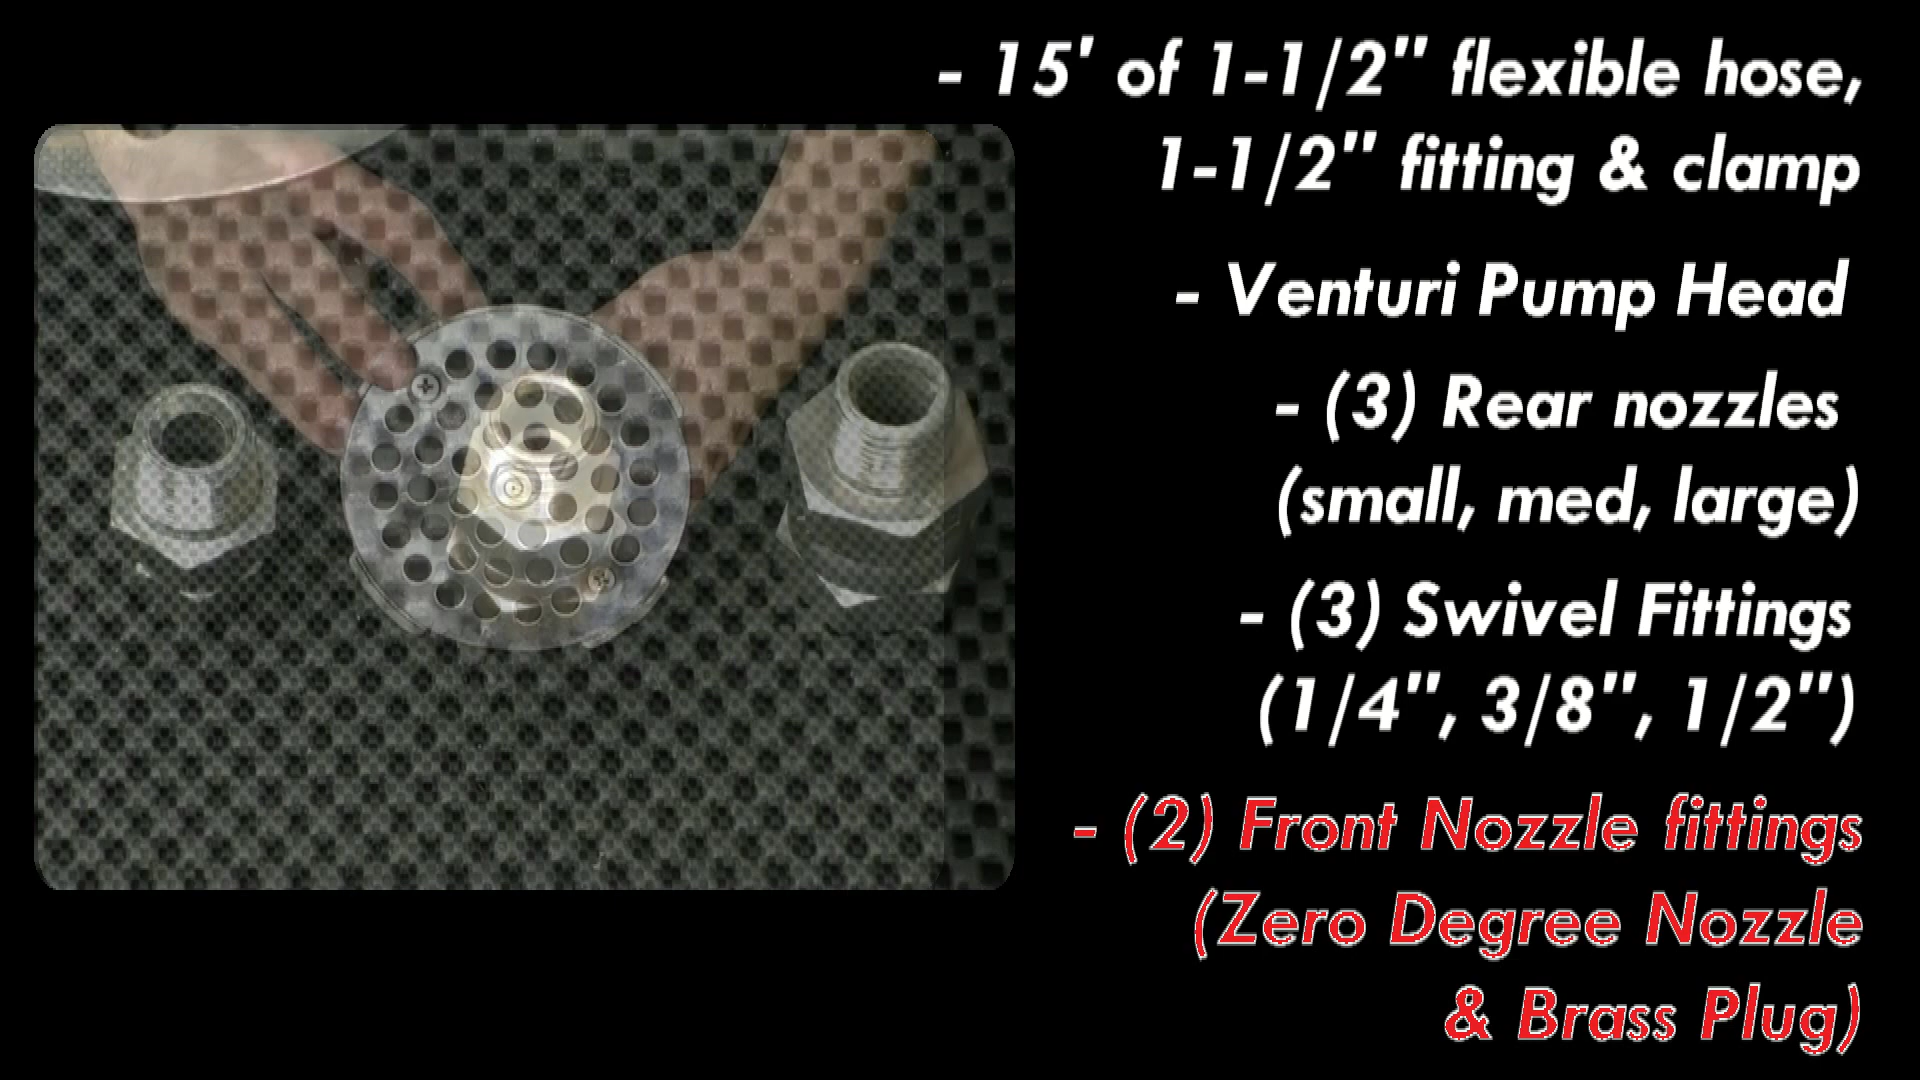 - 15' of 1-1/2" flexible hose,
1-1/2" fitting & clamp
- Venturi Pump Head
- (3) Rear nozzles
(small, med, large)
- (3) Swivel Fittings
(1/4", 3/8", 1/2")
- (2) Front Nozzle fittings
(Zero Degree Nozzle
& Brass Plug)